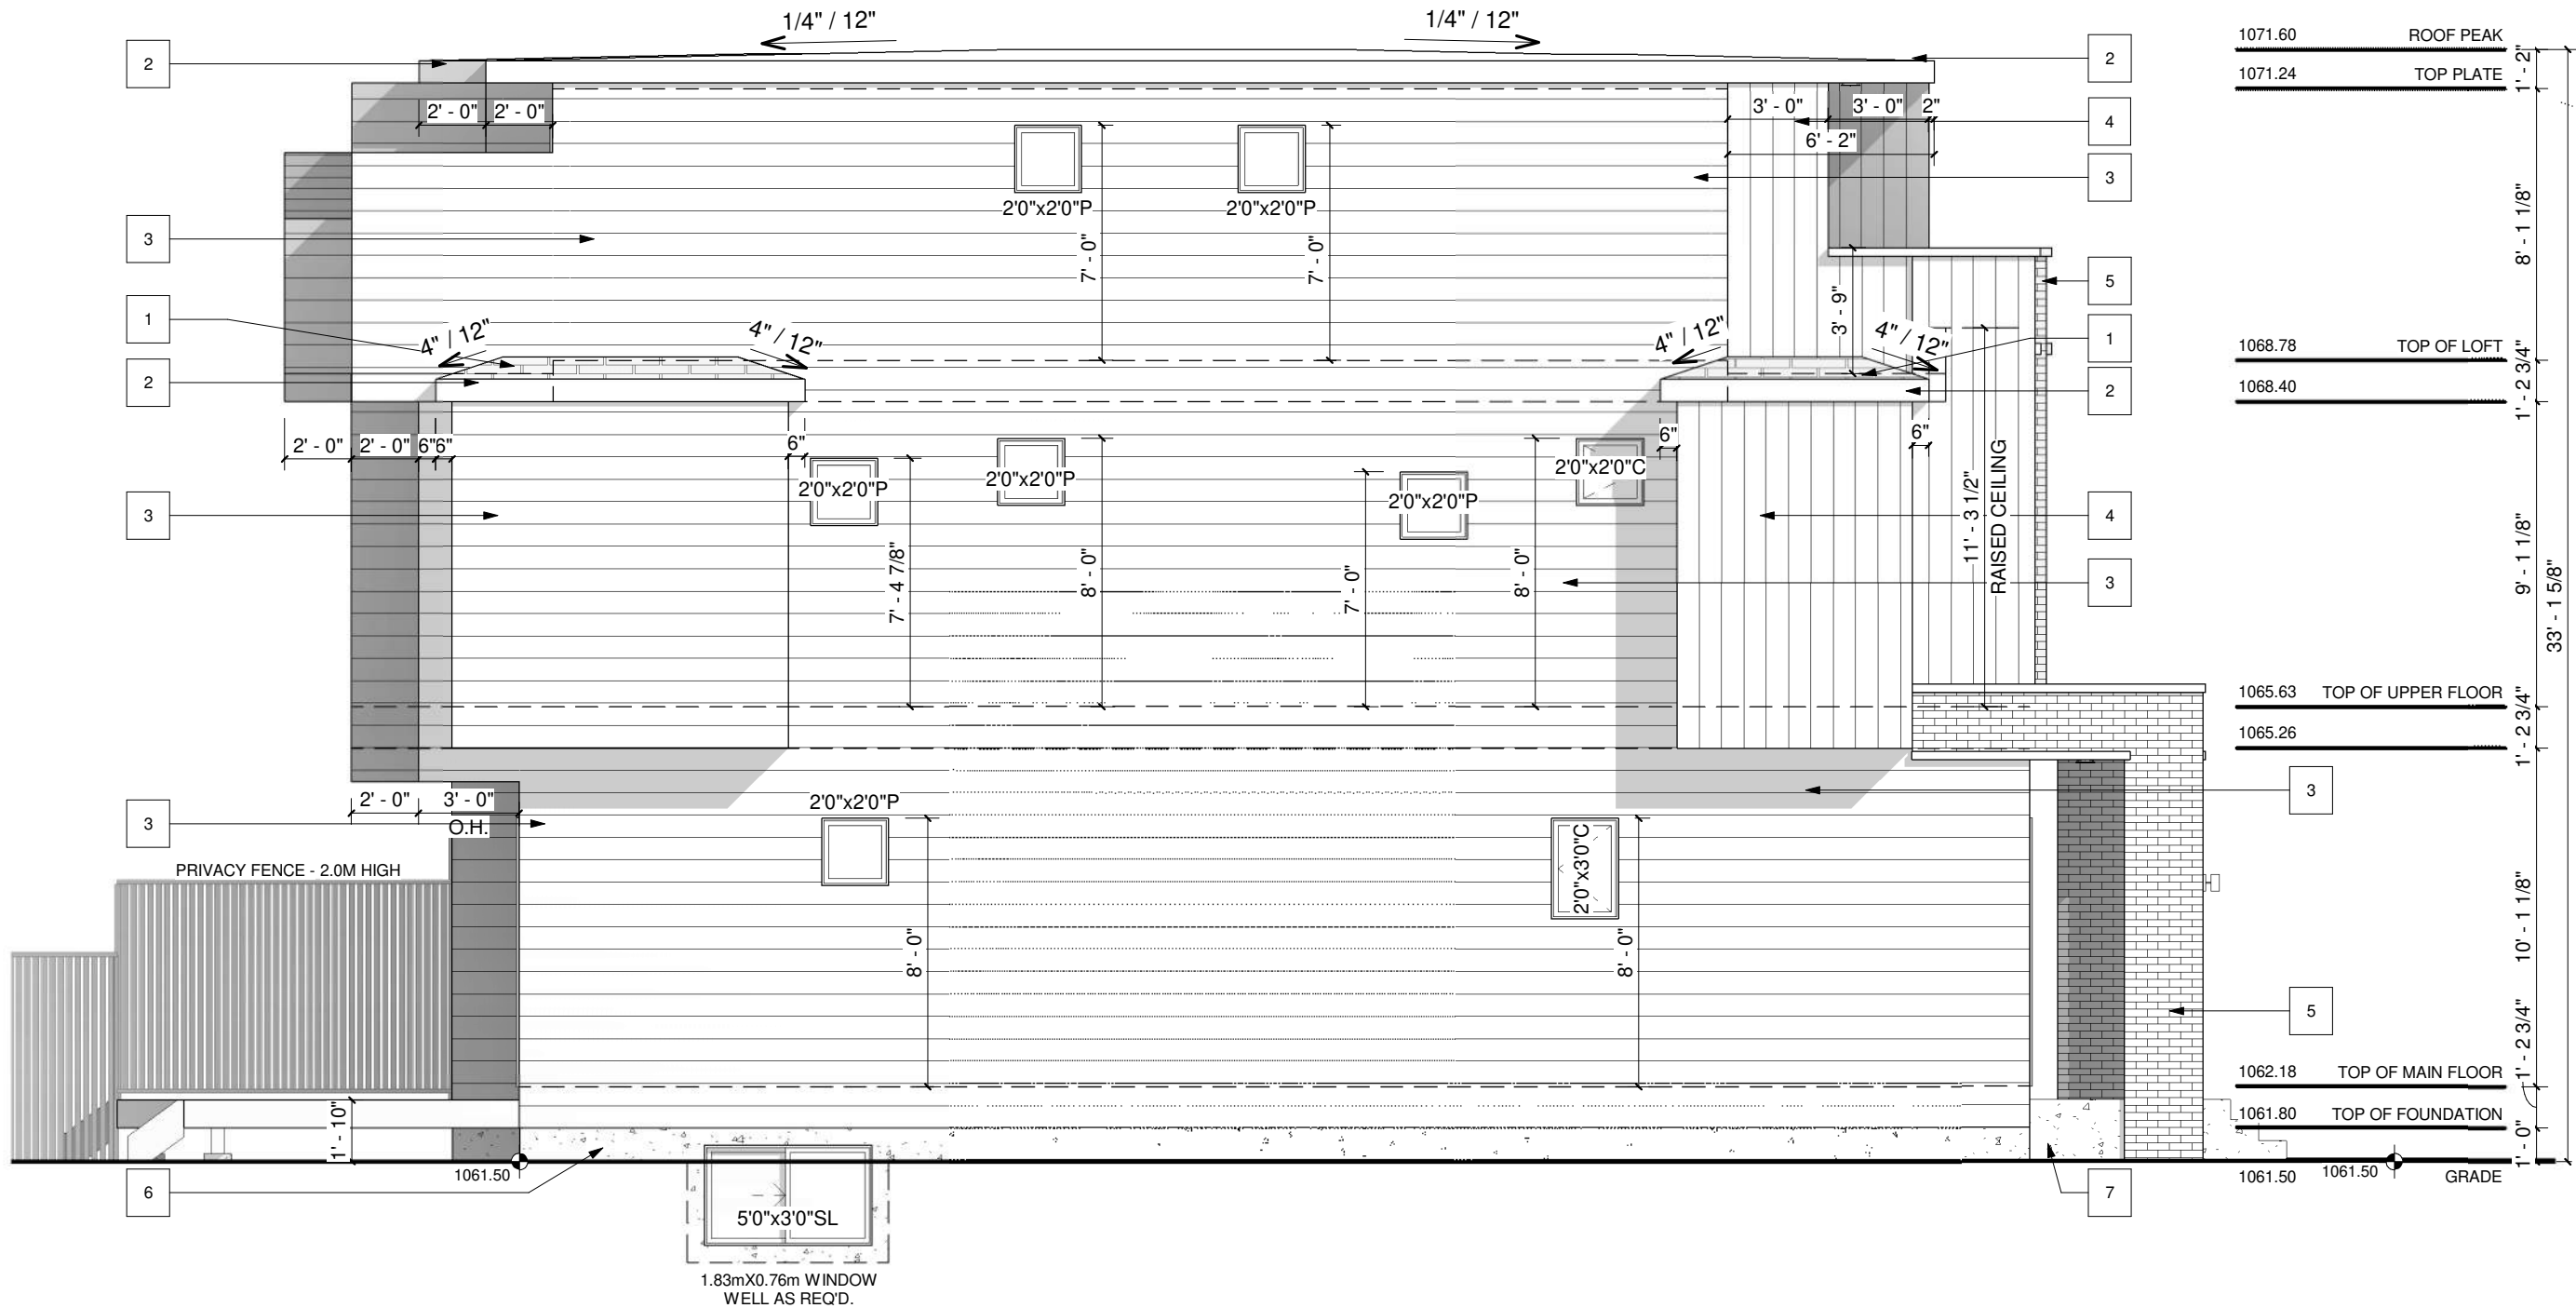 1/4" / 12"
1/4" / 12"
1071.60 ROOF PEAK
2
2
1' - 2"
1071.24 TOP PLATE
2' - 0"
2' - 0"
3' - 0"
3' - 0"
2"
4
6' - 2"
3
2'0"x2'0"P
2'0"x2'0"P
8' - 1 1/8"
3
7' - 0"
7' - 0"
5
3' - 9"
1
4" / 12"
4" / 12"
4" / 12"
4" / 12"
1
1068.78 TOP OF LOFT
2
2
1' - 2 3/4"
1068.40
2' - 0"
2' - 0"
6"
6"
6"
6"
6"
2'0"x2'0"P
2'0"x2'0"P
2'0"x2'0"P
2'0"x2'0"C
11' - 3 1/2"
RAISED CEILING
3
4
7' - 4 7/8"
8' - 0"
7' - 0"
8' - 0"
3
9' - 1 1/8"
33' - 1 5/8"
1065.63 TOP OF UPPER FLOOR
1' - 2 3/4"
1065.26
2' - 0"
3' - 0"
O.H.
2'0"x2'0"P
3
3
2'0"x3'0"C
PRIVACY FENCE - 2.0M HIGH
8' - 0"
8' - 0"
10' - 1 1/8"
5
1' - 2 3/4"
1062.18 TOP OF MAIN FLOOR
1' - 10"
1061.80 TOP OF FOUNDATION
1' - 0"
1061.50
1061.50
1061.50
GRADE
6
7
5'0"x3'0"SL
1.83mX0.76m WINDOW
WELL AS REQ'D.